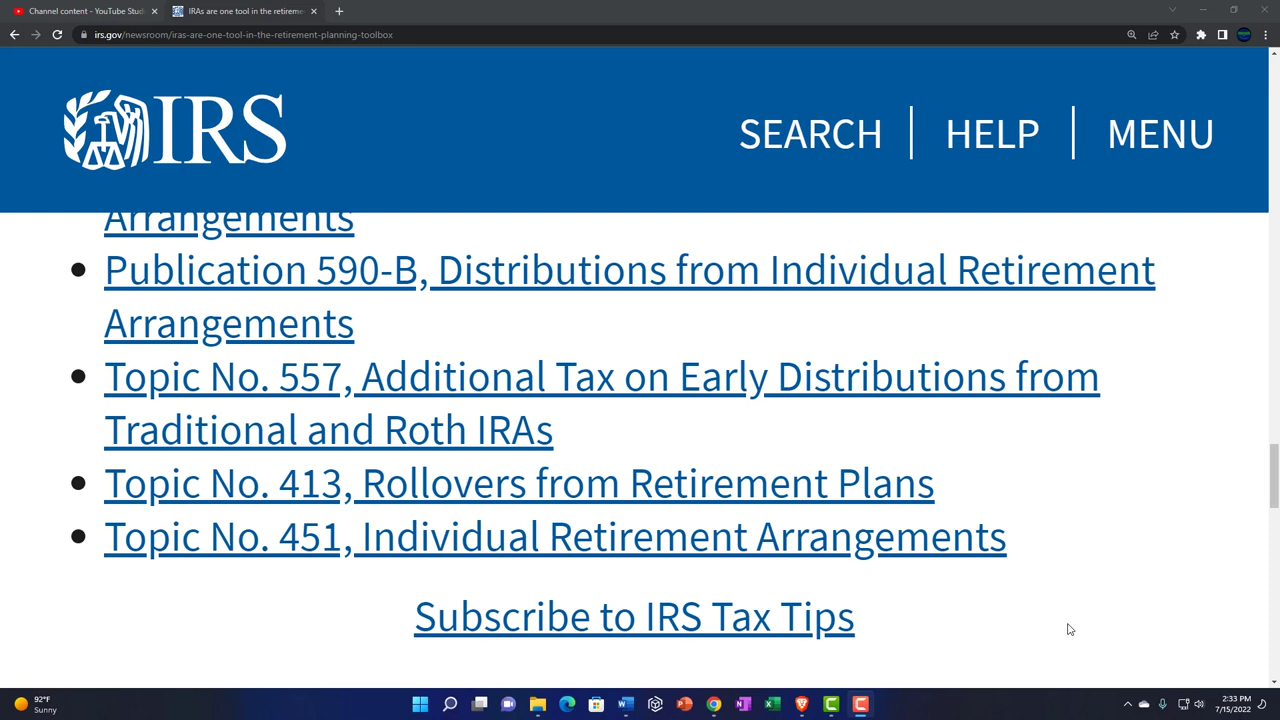 Channel content - YouTube Stud
IRAs are one tool in the retireme
irs.gov/newsroom/iras-are-one-tool-in-the-retirement-planning-toolbox
IRS
SEARCH
HELP
MENU
Arrangements
Publication 590-B, Distributions from Individual Retirement
Arrangements
Topic No. 557, Additional Tax on Early Distributions from
Traditional and Roth IRAs
Topic No. 413, Rollovers from Retirement Plans
Topic No. 451, Individual Retirement Arrangements
Subscribe to IRS Tax Tips
92°F
Sunny
2:33 PM
7/15/2022